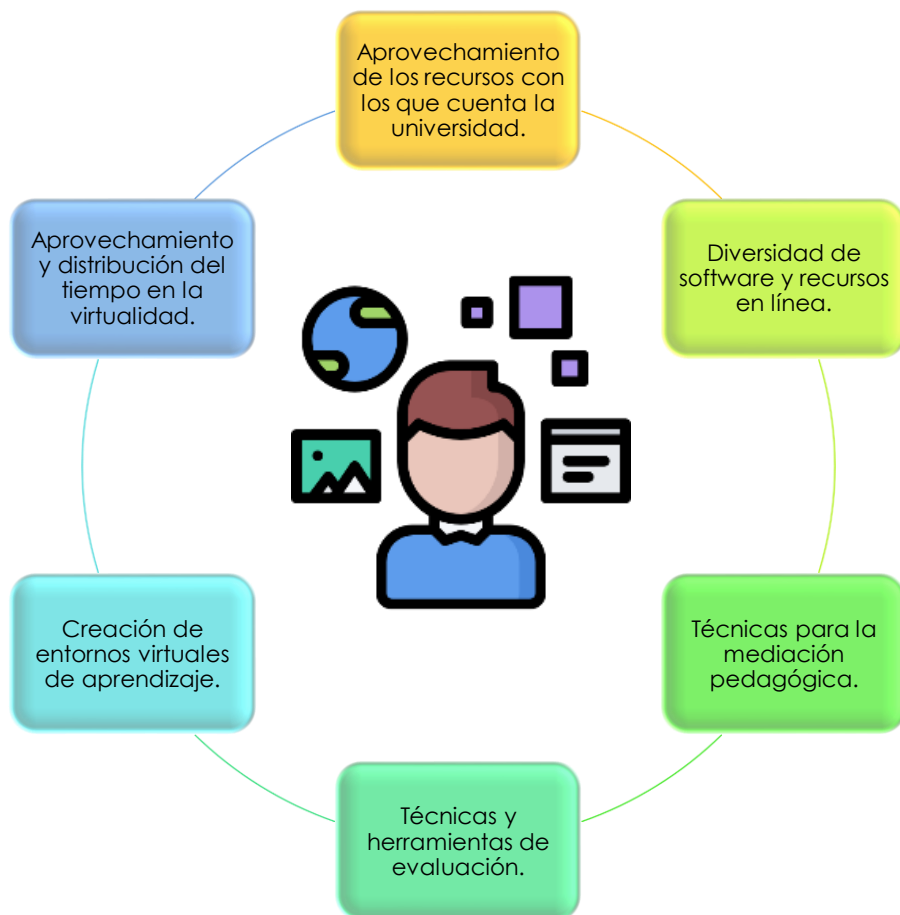 Aprovechamiento
de los recursos con
los que cuenta la
universidad.
Diversidad de
software y recursos
en línea.
Técnicas para la
mediación
pedagógica.
Técnicas y
herramientas de
evaluación.
Creación de
entornos virtuales
de aprendizaje.
Aprovechamiento
y distribución del
tiempo en la
virtualidad.